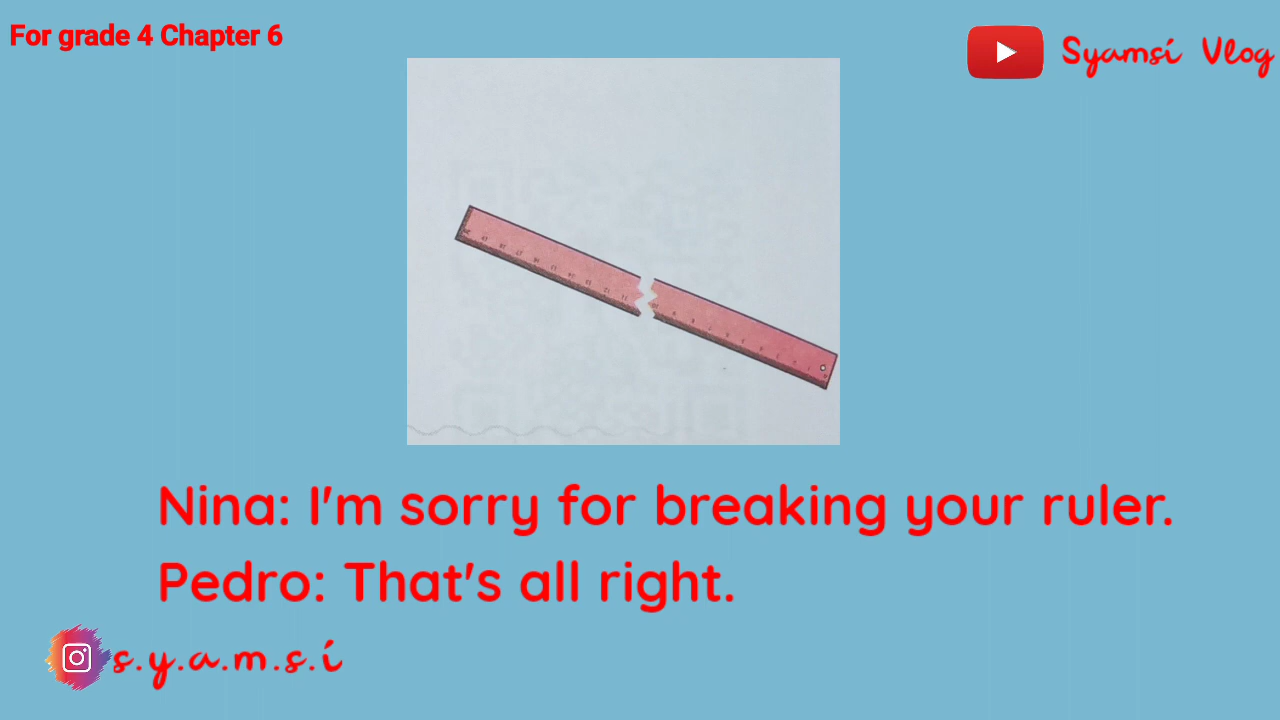 For grade 4 Chapter 6
Syamsi Vlog
Nina: I'm sorry for breaking your ruler.
Pedro: That's all right.
s.y.a.m.s.i